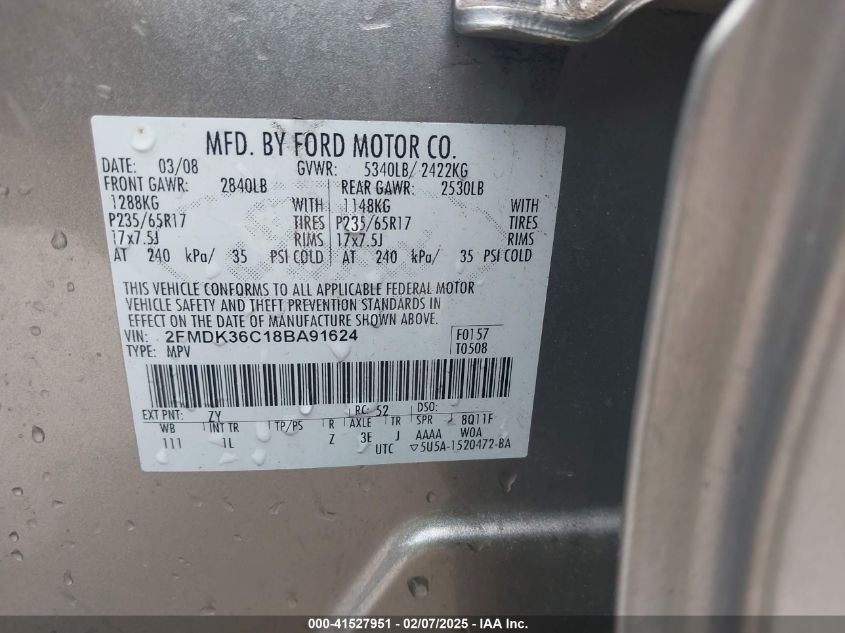 MFD. BY FORD MOTOR CO.
DATE: 03/08 GVWR: 5340LB/ 2422KG
FRONT GAWR: 2840LB REAR GAWR: 2530LB
1288KG WITH 1148KG WITH
P235/65R17 TIRES P235/65R17 TIRES
17x7.5J RIMS 17x7.5J RIMS
AT 240 kPa/ 35 PSI COLD AT 240 kPa/ 35 PSI COLD
THIS VEHICLE CONFORMS TO ALL APPLICABLE FEDERAL MOTOR
VEHICLE SAFETY AND THEFT PREVENTION STANDARDS IN
EFFECT ON THE DATE OF MANUFACTURE SHOWN ABOVE.
VIN: 2FMDK36C18BA91624 F0157
TYPE: MPV T0508
EXT PNT: ZY RC: 52 DSO:
WB INT TR TP/PS R AXLE TR SPR 8Q11F
111 1L Z 3E J AAAA WOA
UTC ▽5U5A-1520472-BA
000-41527951 | 02/07/2025 | IAA Inc.